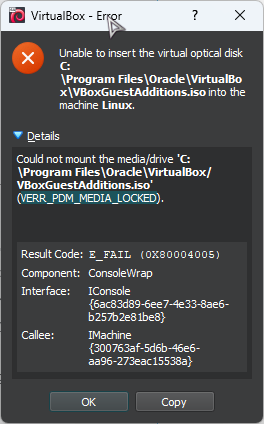 VirtualBox - Error
Unable to insert the virtual optical disk
C:
\Program Files\Oracle\VirtualBo
x\VBoxGuestAdditions.iso into the
machine Linux.
Details
Could not mount the media/drive 'C:
\Program Files\Oracle\VirtualBox/
VBoxGuestAdditions.iso'
(VERR_PDM_MEDIA_LOCKED).
Result Code: E_FAIL (0X80004005)
Component: ConsoleWrap
Interface: IConsole
{6ac83d89-6ee7-4e33-8ae6-
b257b2e81be8}
Callee: IMachine
{300763af-5d6b-46e6-
aa96-273eac15538a}
OK Copy